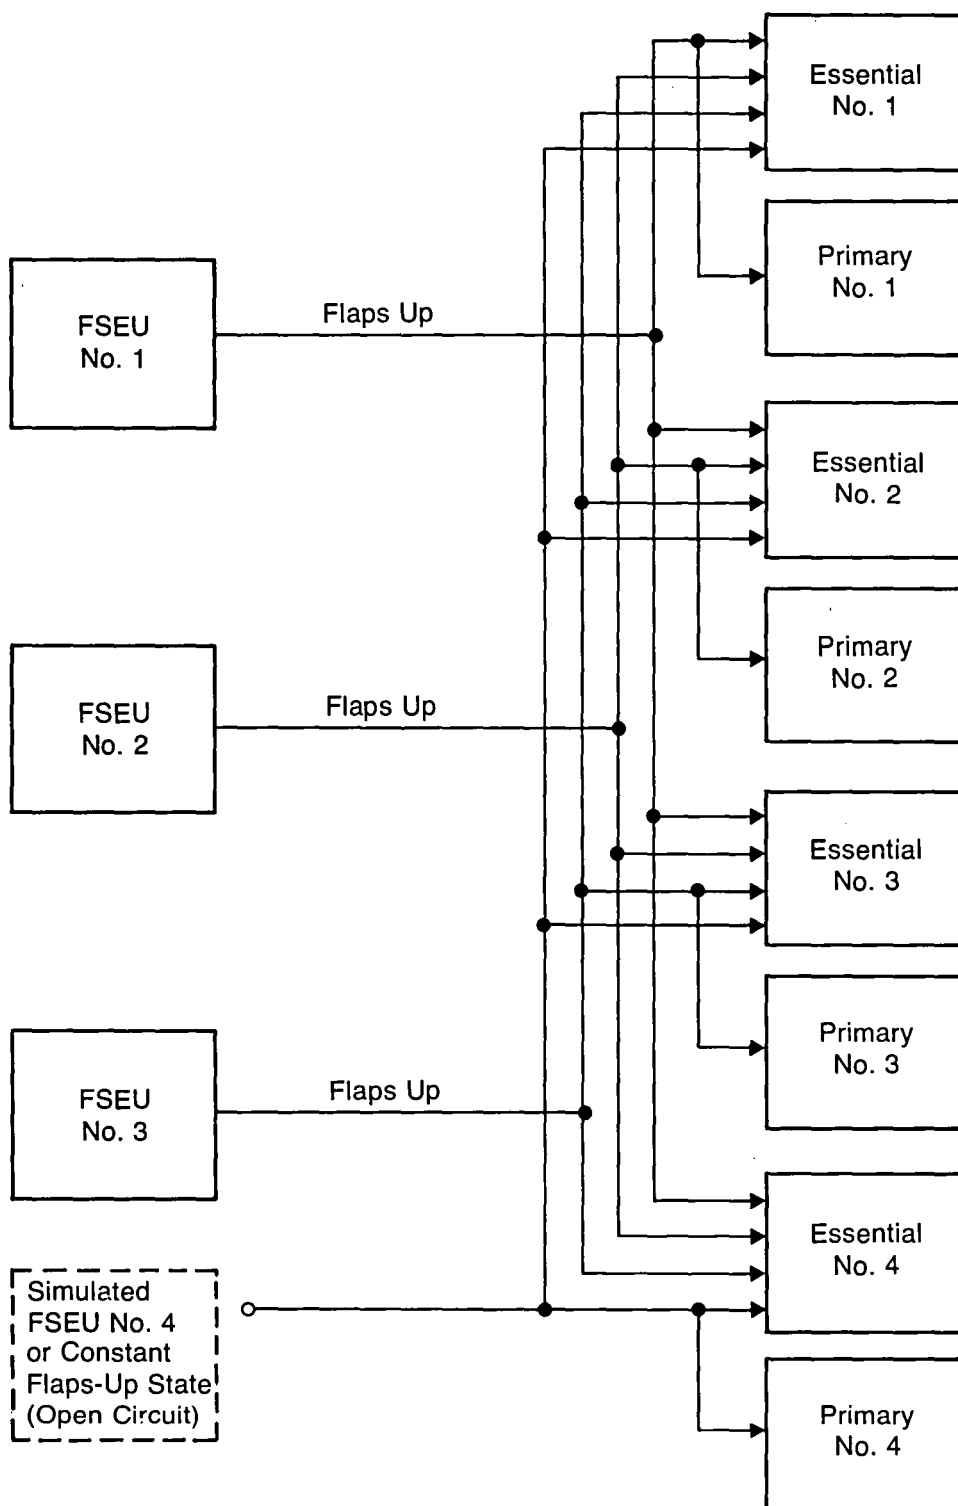 Essential
No. 1
Primary
No. 1
FSEU
No. 1
Flaps Up
Essential
No. 2
Primary
No. 2
FSEU
No. 2
Flaps Up
Essential
No. 3
Primary
No. 3
FSEU
No. 3
Flaps Up
Essential
No. 4
Simulated
FSEU No. 4
or Constant
Flaps-Up State
(Open Circuit)
Primary
No. 4